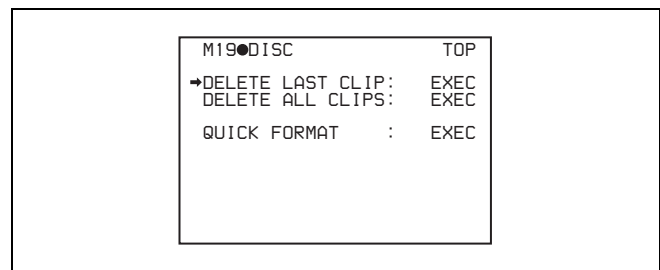 M19●DISC TOP
➡DELETE LAST CLIP: EXEC
DELETE ALL CLIPS: EXEC
QUICK FORMAT : EXEC